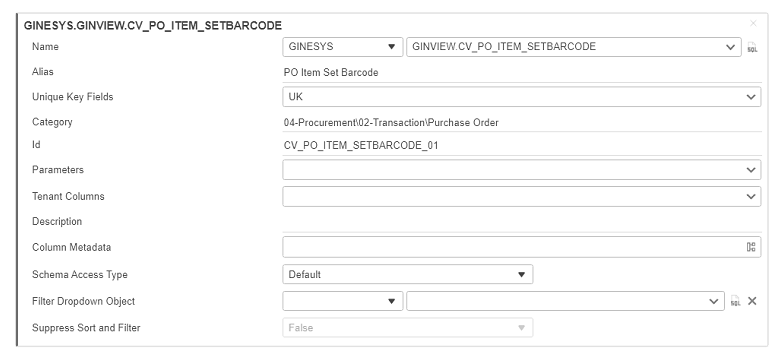 GINESYS.GINVIEW.CV_PO_ITEM_SETBARCODE
Name GINESYS GINVIEW.CV_PO_ITEM_SETBARCODE SQL
Alias PO Item Set Barcode
Unique Key Fields UK
Category 04-Procurement\02-Transaction\Purchase Order
Id CV_PO_ITEM_SETBARCODE_01
Parameters
Tenant Columns
Description
Column Metadata
Schema Access Type Default
Filter Dropdown Object SQL
Suppress Sort and Filter False